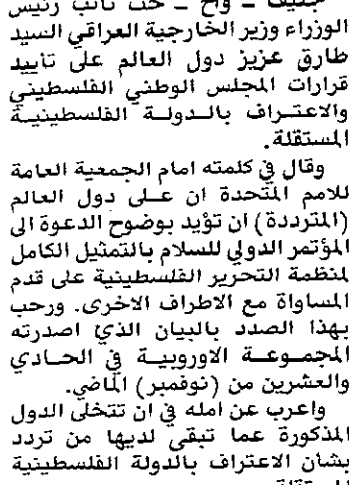 جنيف - واع - حث نائب رئيس
الوزراء وزير الخارجية العراقي السيد
طارق عزيز دول العالم على تأييد
قرارات المجلس الوطني الفلسطيني
والاعتراف بالدولة الفلسطينية
المستقلة.
وقال في كلمته امام الجمعية العامة
للامم المتحدة ان على دول العالم
(المترددة) ان تؤيد بوضوح الدعوة الى
المؤتمر الدولي للسلام بالتمثيل الكامل
لمنظمة التحرير الفلسطينية على قدم
المساواة مع الاطراف الاخرى. ورحب
بهذا الصدد بالبيان الذي اصدرته
المجموعة الاوروبية في الحادي
والعشرين من (نوفمبر) الماضي.
واعرب عن امله في ان تتخلى الدول
المذكورة عما تبقى لديها من تردد
بشان الاعتراف بالدولة الفلسطينية